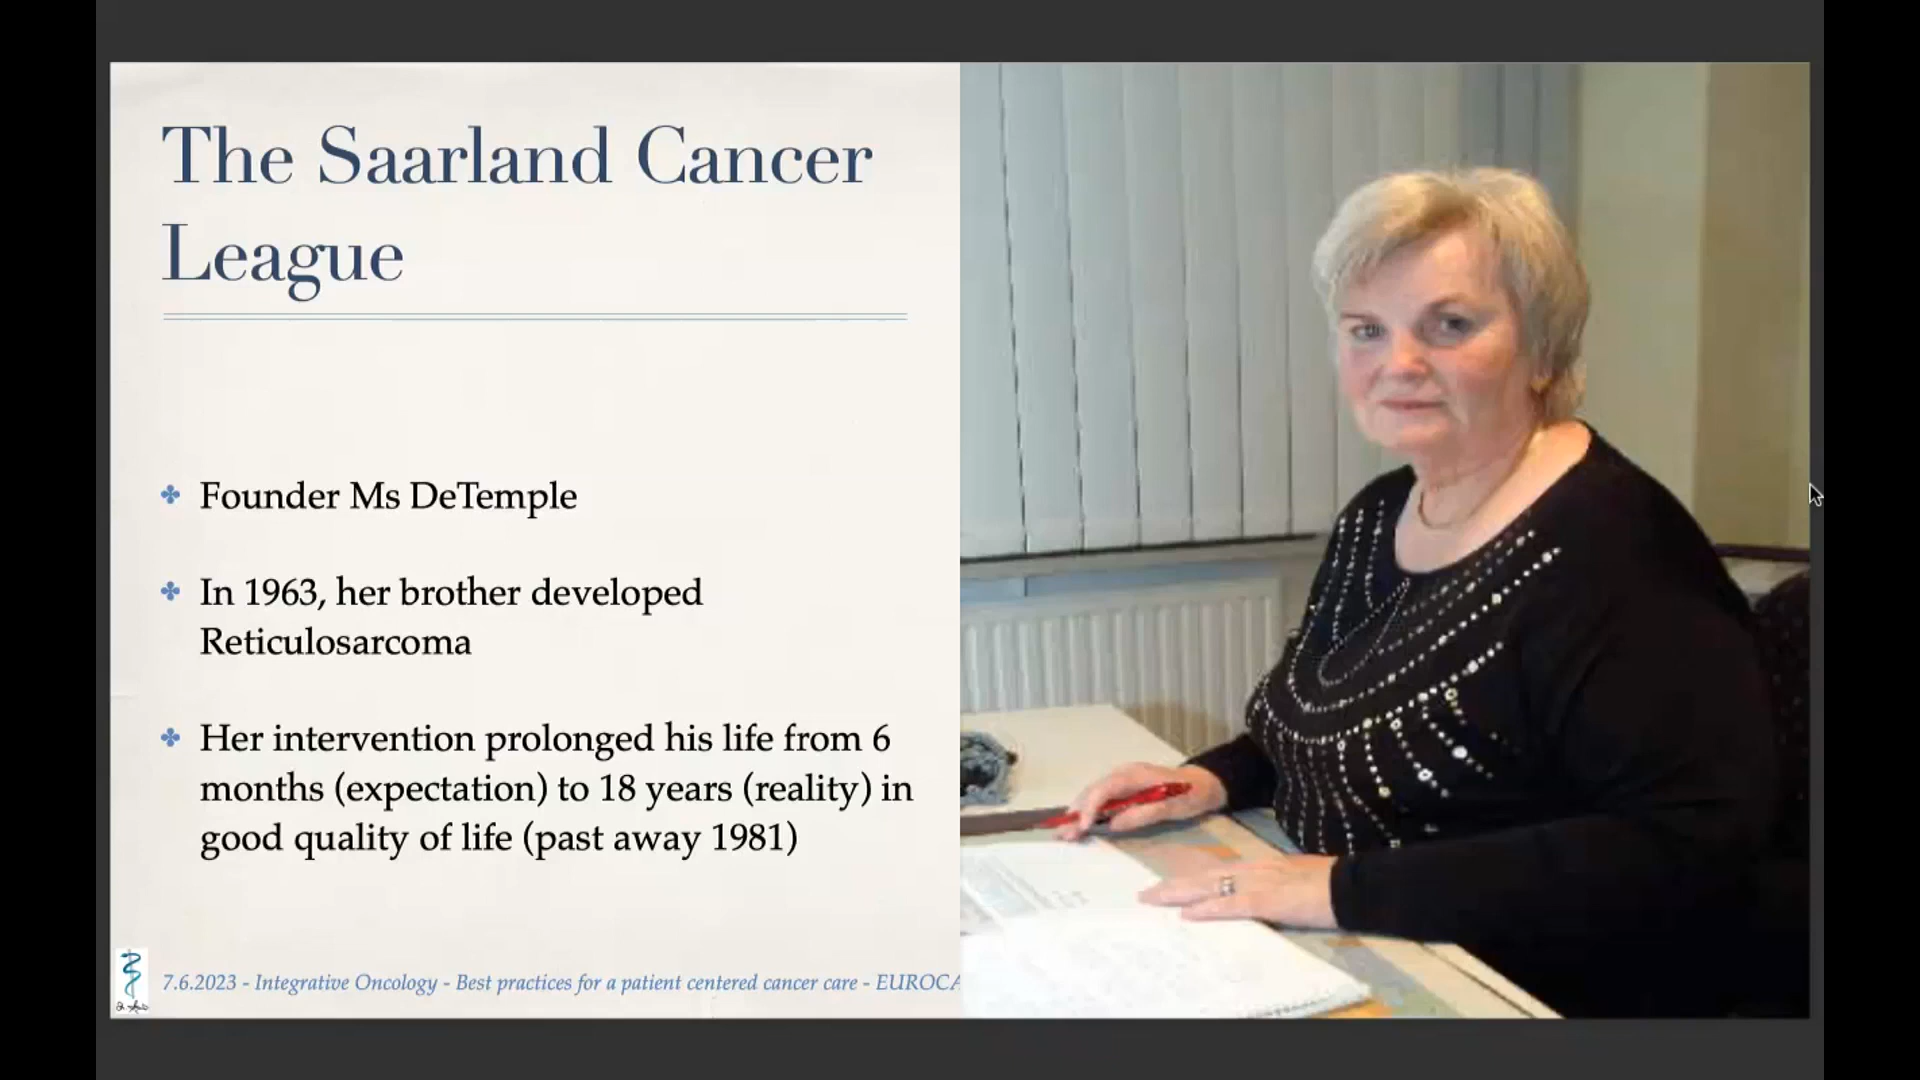 The Saarland Cancer
League
Founder Ms DeTemple
In 1963, her brother developed
Reticulosarcoma
Her intervention prolonged his life from 6
months (expectation) to 18 years (reality) in
good quality of life (past away 1981)
7.6.2023 - Integrative Oncology - Best practices for a patient centered cancer care - EUROCA